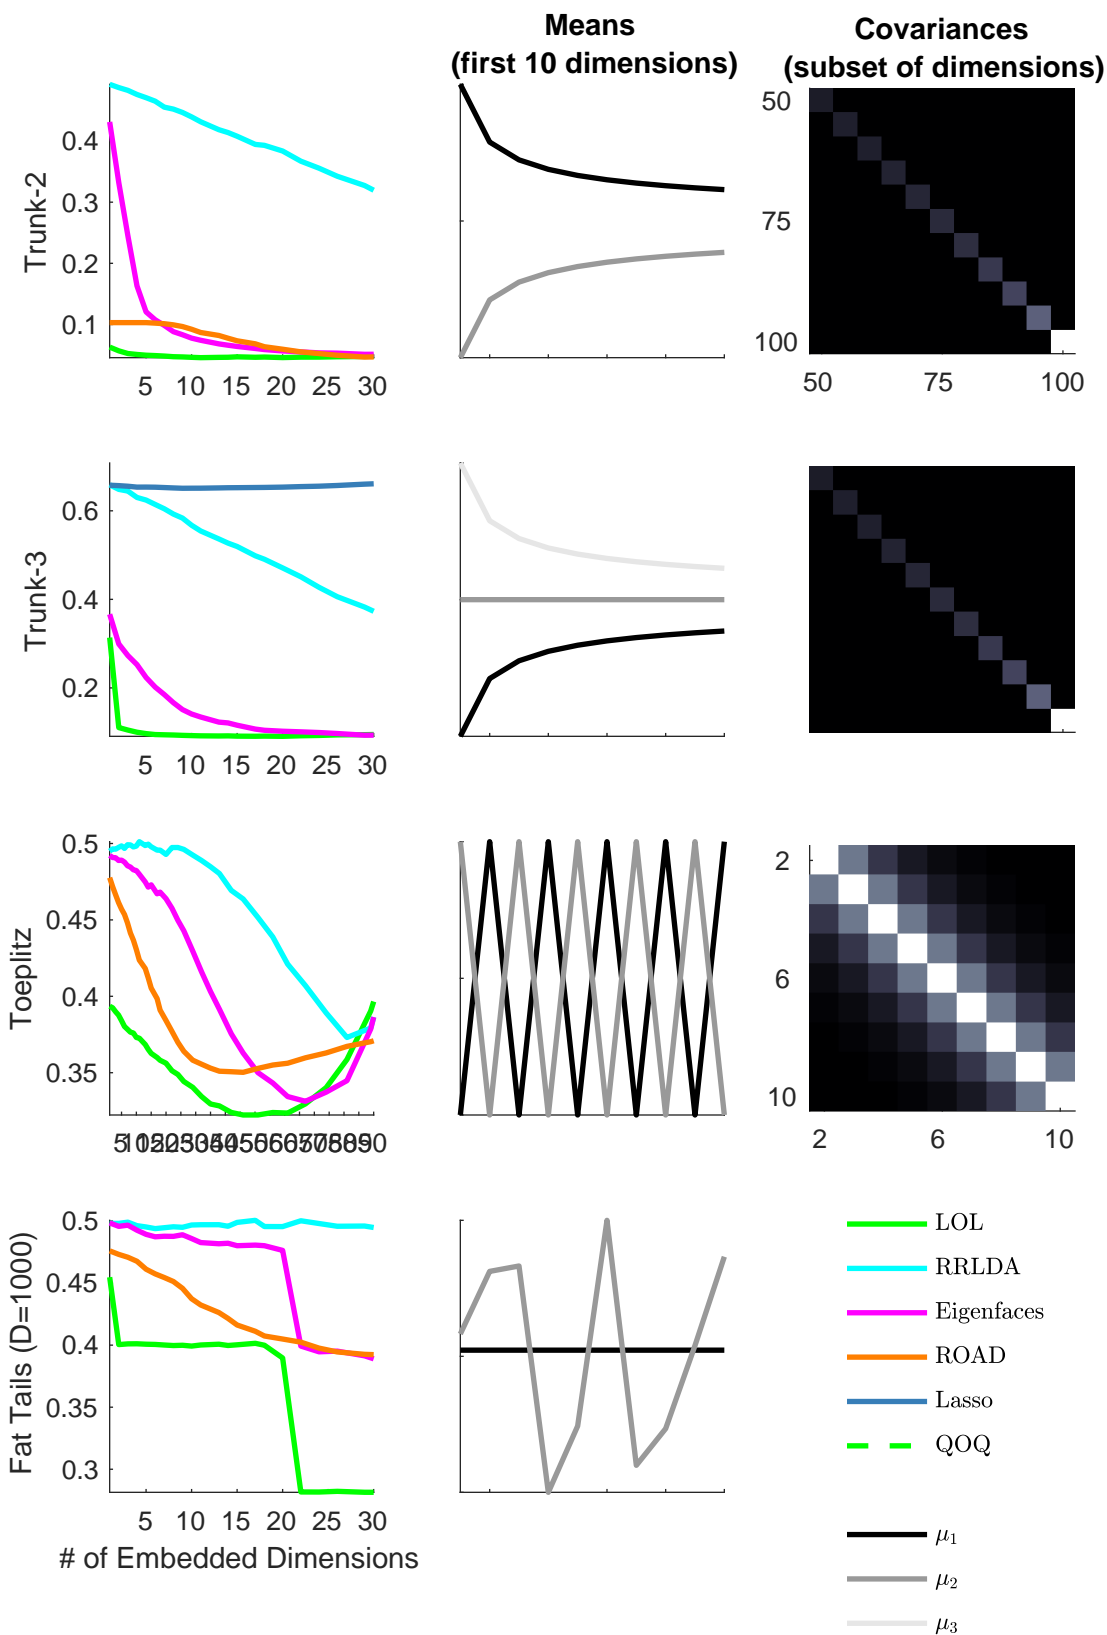 Means
(first 10 dimensions)
Covariances
(subset of dimensions)
Trunk-2
0.4
0.3
0.2
0.1
5 10 15 20 25 30
50
75
100
50 75 100
Trunk-3
0.6
0.4
0.2
5 10 15 20 25 30
Toeplitz
0.5
0.45
0.4
0.35
2
6
10
2 6 10
Fat Tails (D=1000)
0.5
0.45
0.4
0.35
0.3
5 10 15 20 25 30
# of Embedded Dimensions
LOL
RRLDA
Eigenfaces
ROAD
Lasso
QOQ
μ₁
μ₂
μ₃